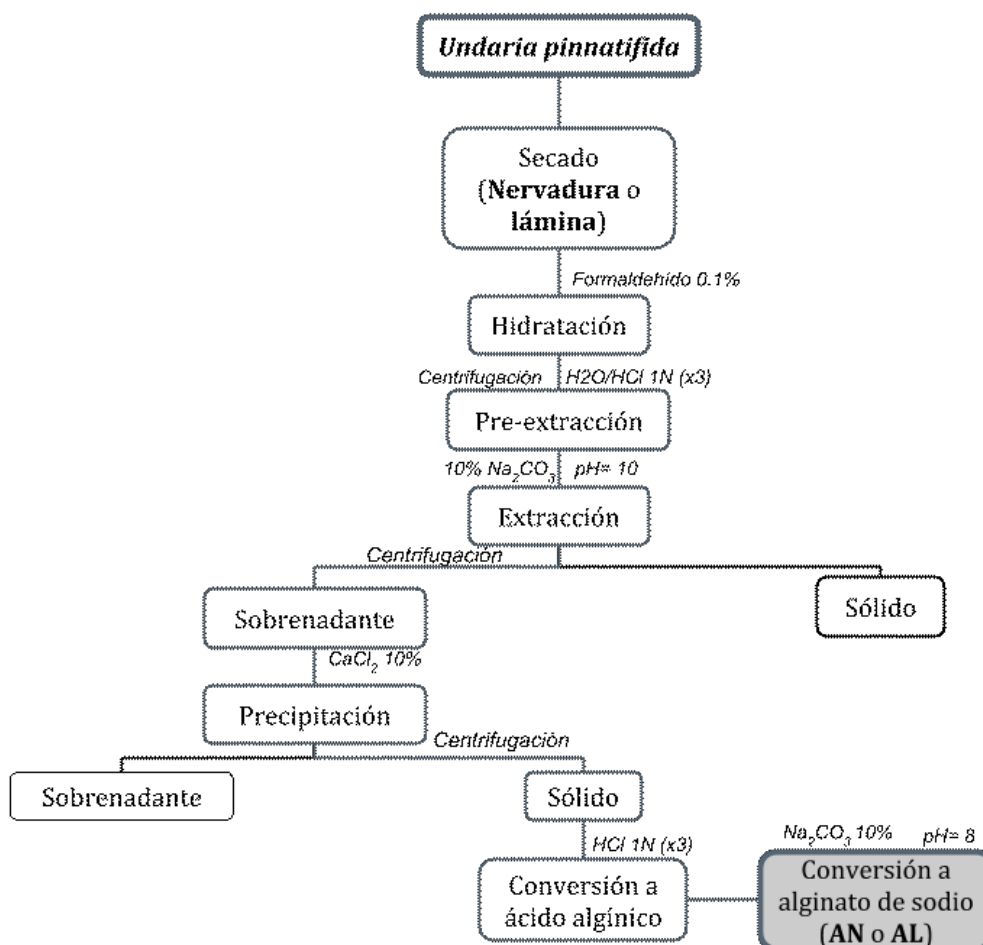 Undaria pinnatifida
Secado
(Nervadura o
lámina)
Formaldehído 0.1%
Hidratación
Centrifugación H2O/HCl 1N (x3)
Pre-extracción
10% Na₂CO₃ pH= 10
Extracción
Centrifugación
Sobrenadante
Sólido
CaCl₂ 10%
Precipitación
Centrifugación
Sobrenadante
Sólido
HCl 1N (x3)
Na₂CO₃ 10% pH= 8
Conversión a
ácido algínico
Conversión a
alginato de sodio
(AN o AL)